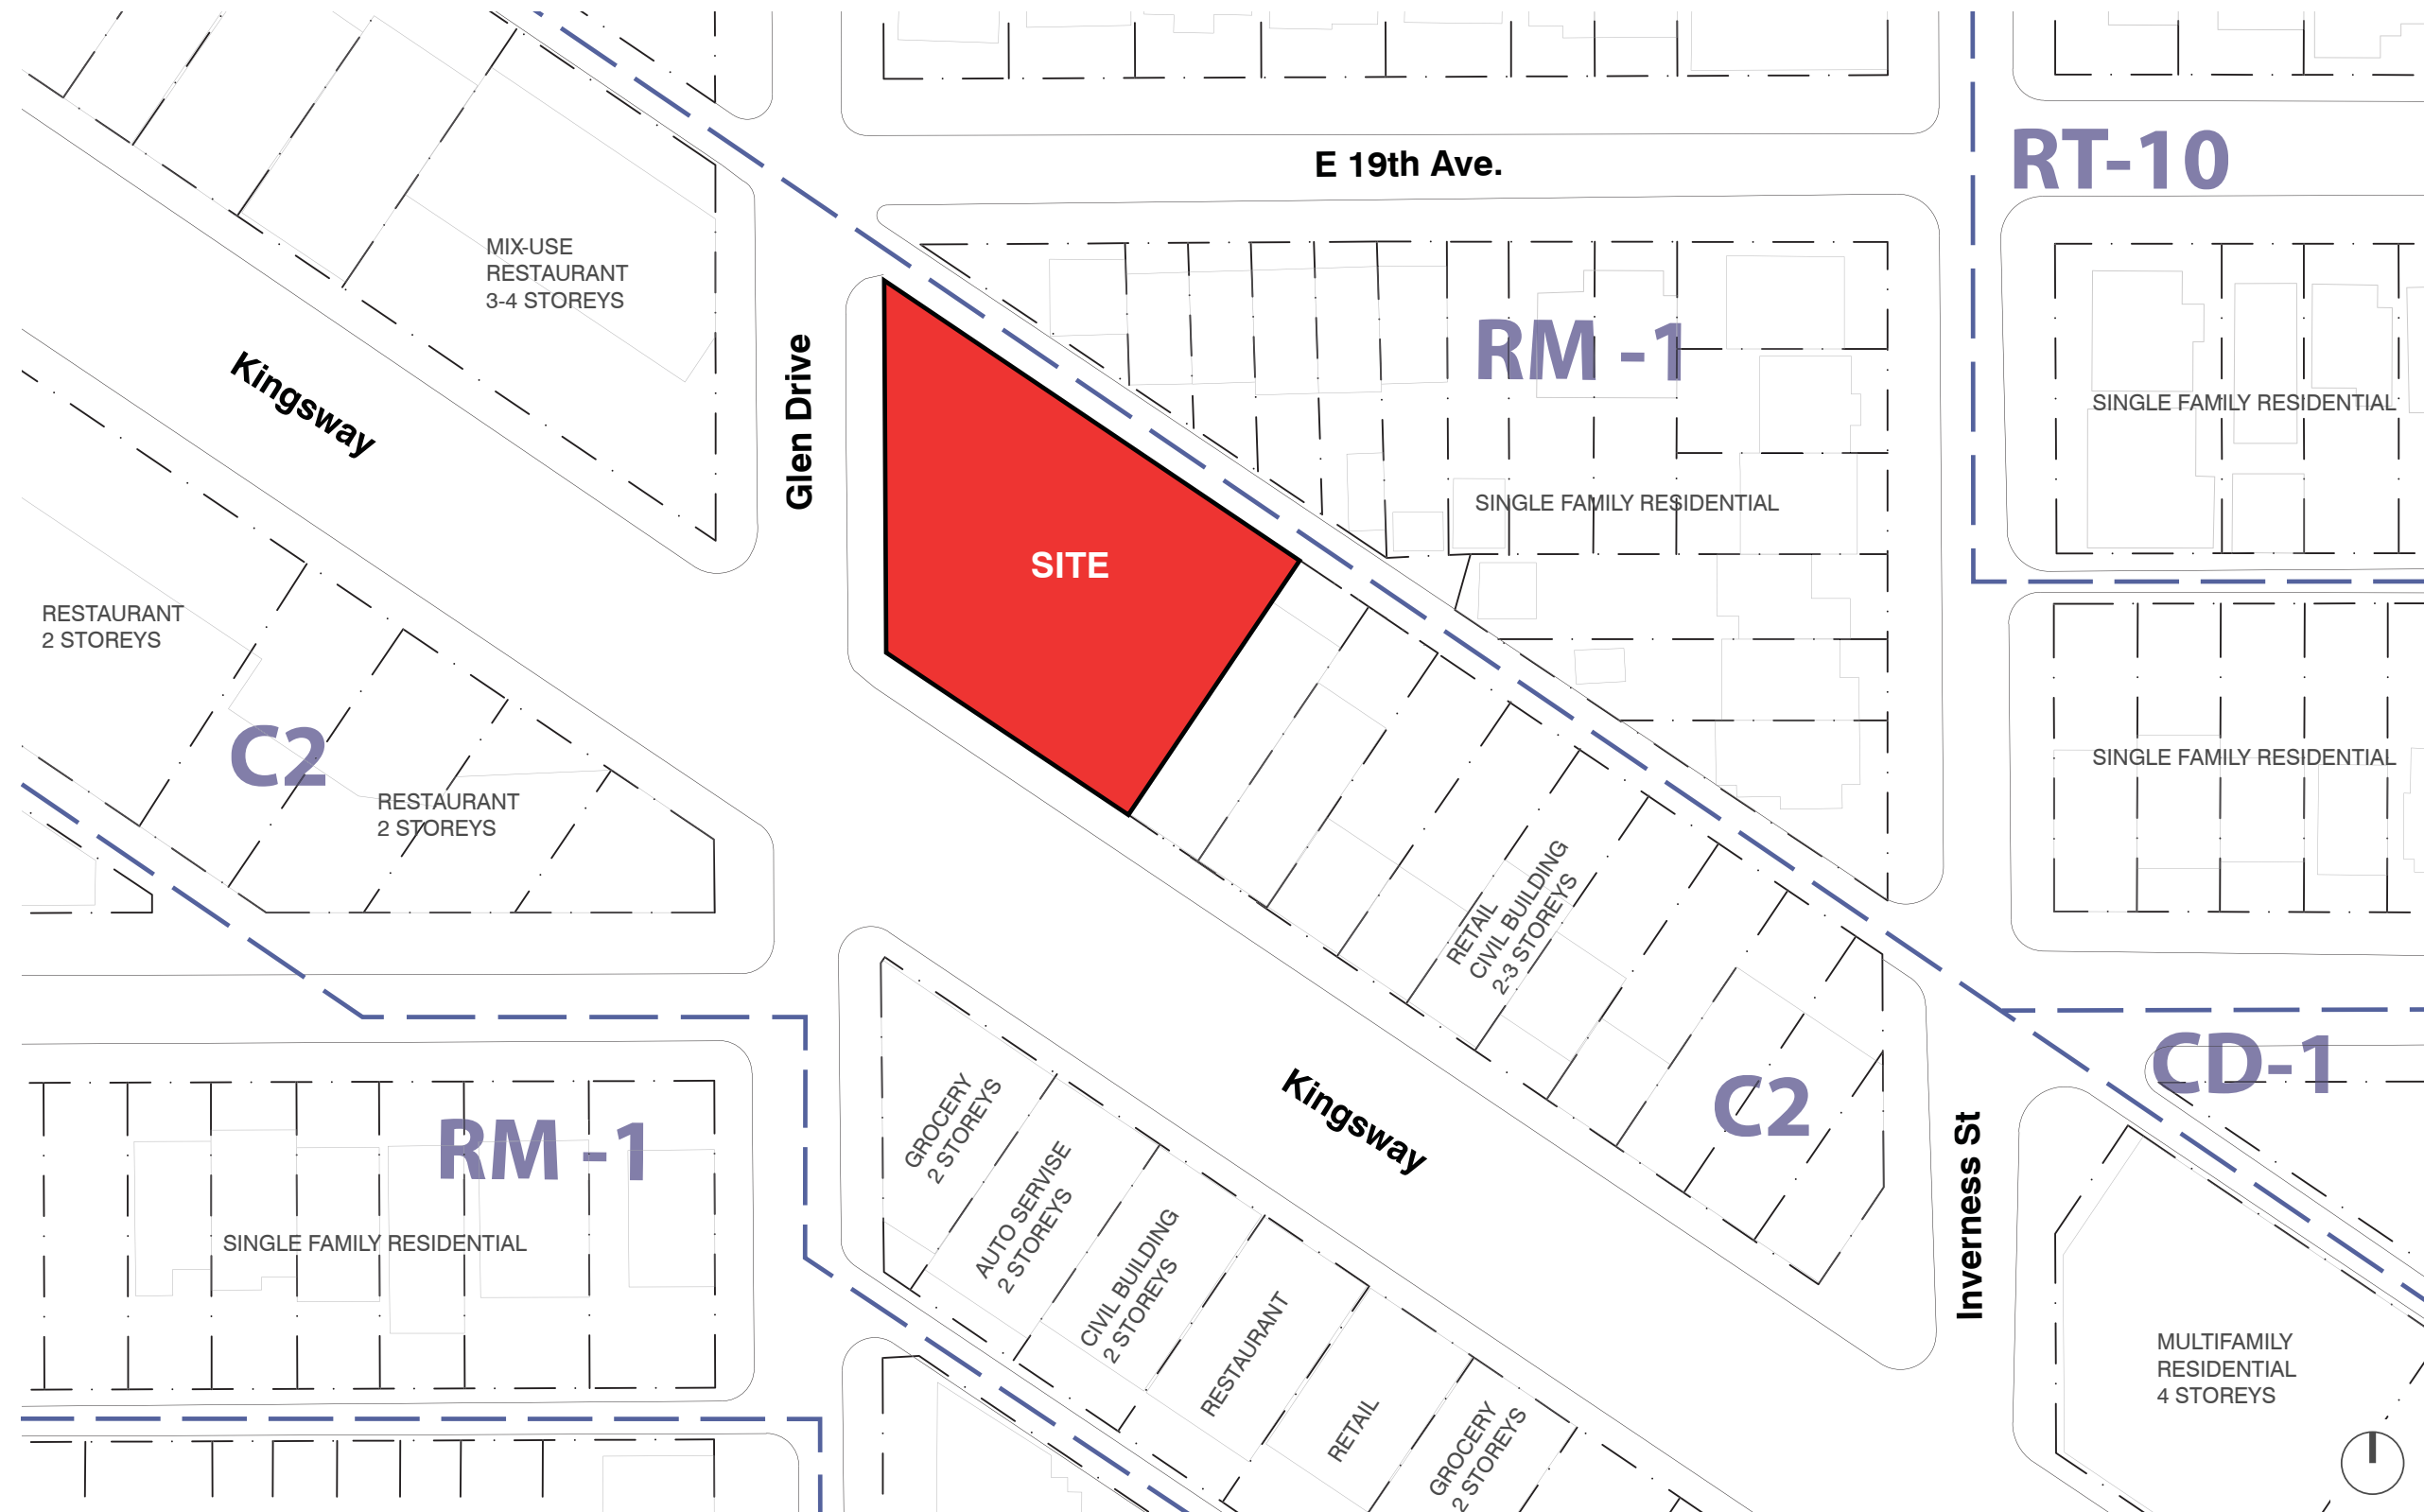 E 19th Ave.
RT-10
MIX-USE
RESTAURANT
3-4 STOREYS
Glen Drive
Kingsway
RM -1
SINGLE FAMILY RESIDENTIAL
SINGLE FAMILY RESIDENTIAL
SITE
RESTAURANT
2 STOREYS
C2
RESTAURANT
2 STOREYS
SINGLE FAMILY RESIDENTIAL
RETAIL
CIVIL BUILDING
2-3 STOREYS
CD-1
C2
Kingsway
Inverness St
RM -1
SINGLE FAMILY RESIDENTIAL
GROCERY
2 STOREYS
AUTO SERVISE
2 STOREYS
CIVIL BUILDING
2 STOREYS
RESTAURANT
RETAIL
GROCERY
2 STOREYS
MULTIFAMILY
RESIDENTIAL
4 STOREYS